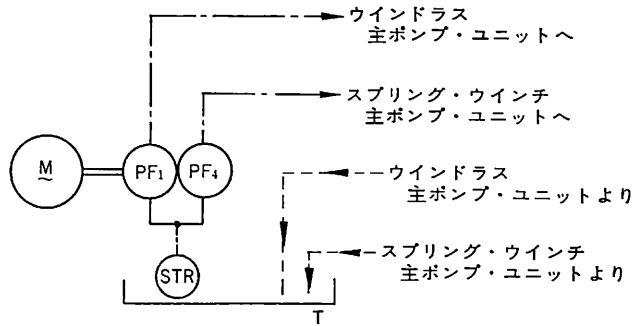 ウインドラス
主ポンプ・ユニットへ
スプリング・ウインチ
主ポンプ・ユニットへ
M
PF1
PF4
ウインドラス
主ポンプ・ユニットより
スプリング・ウインチ
主ポンプ・ユニットより
STR
T